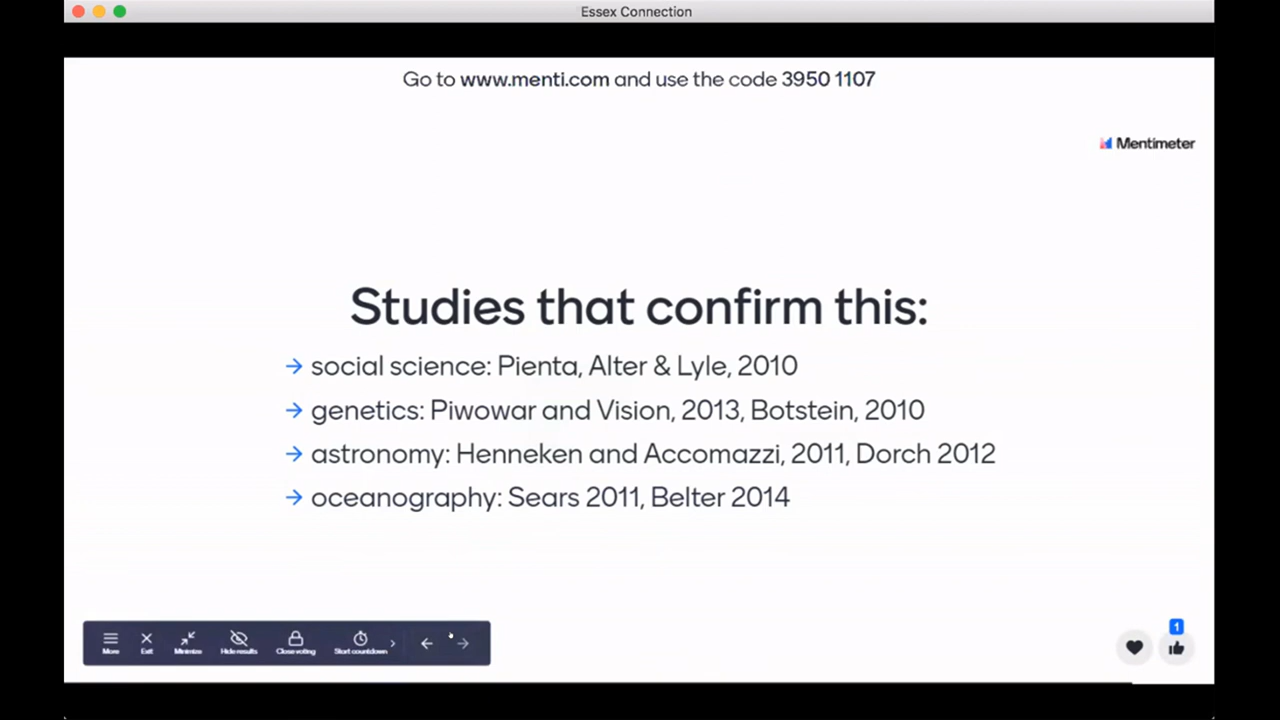 Essex Connection
Go to www.menti.com and use the code 3950 1107
Mentimeter
Studies that confirm this:
→ social science: Pienta, Alter & Lyle, 2010
→ genetics: Piwowar and Vision, 2013, Botstein, 2010
→ astronomy: Henneken and Accomazzi, 2011, Dorch 2012
→ oceanography: Sears 2011, Belter 2014
1
More Exit Minimize Hide results Close voting Start countdown